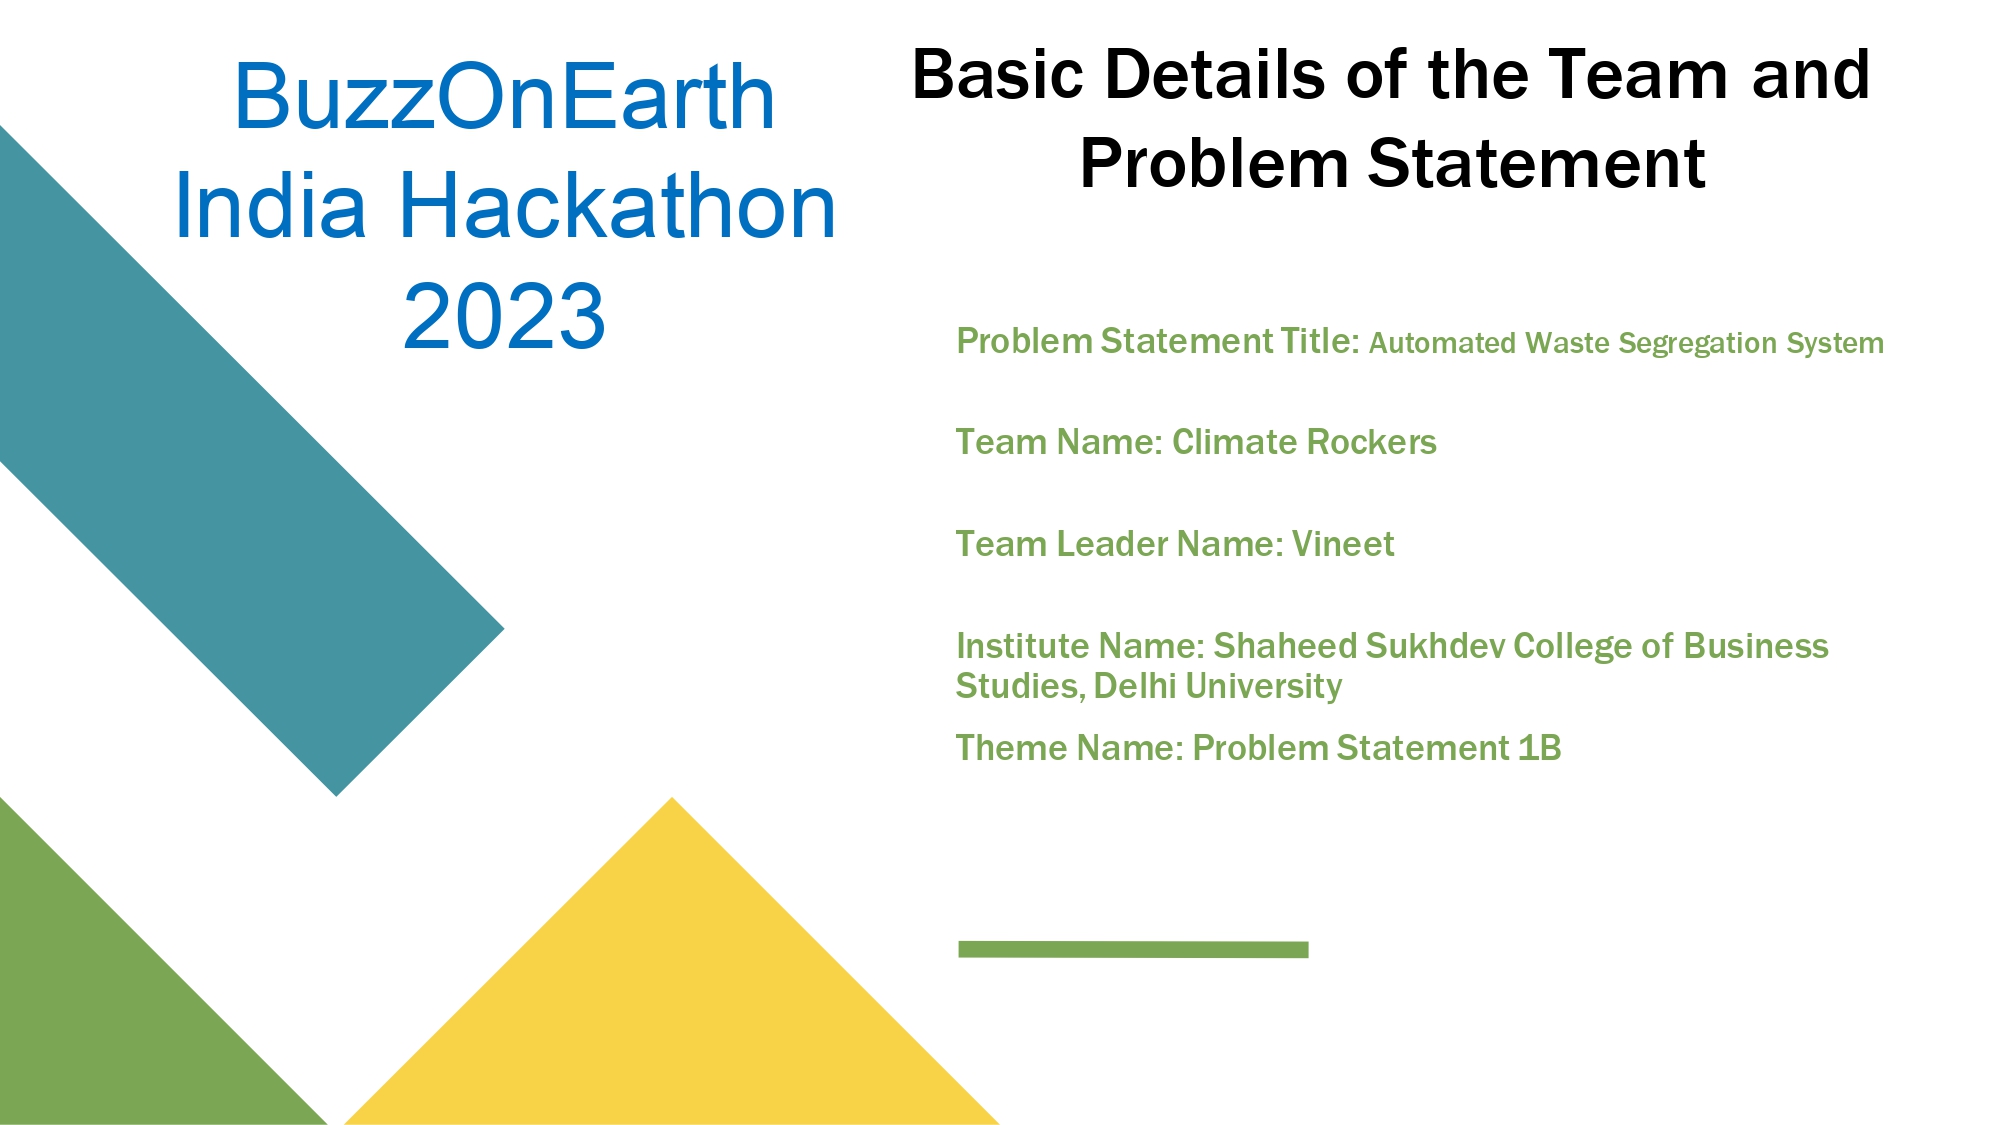 BuzzOnEarth
India Hackathon
2023
Basic Details of the Team and
Problem Statement
Problem Statement Title: Automated Waste Segregation System
Team Name: Climate Rockers
Team Leader Name: Vineet
Institute Name: Shaheed Sukhdev College of Business
Studies, Delhi University
Theme Name: Problem Statement 1B